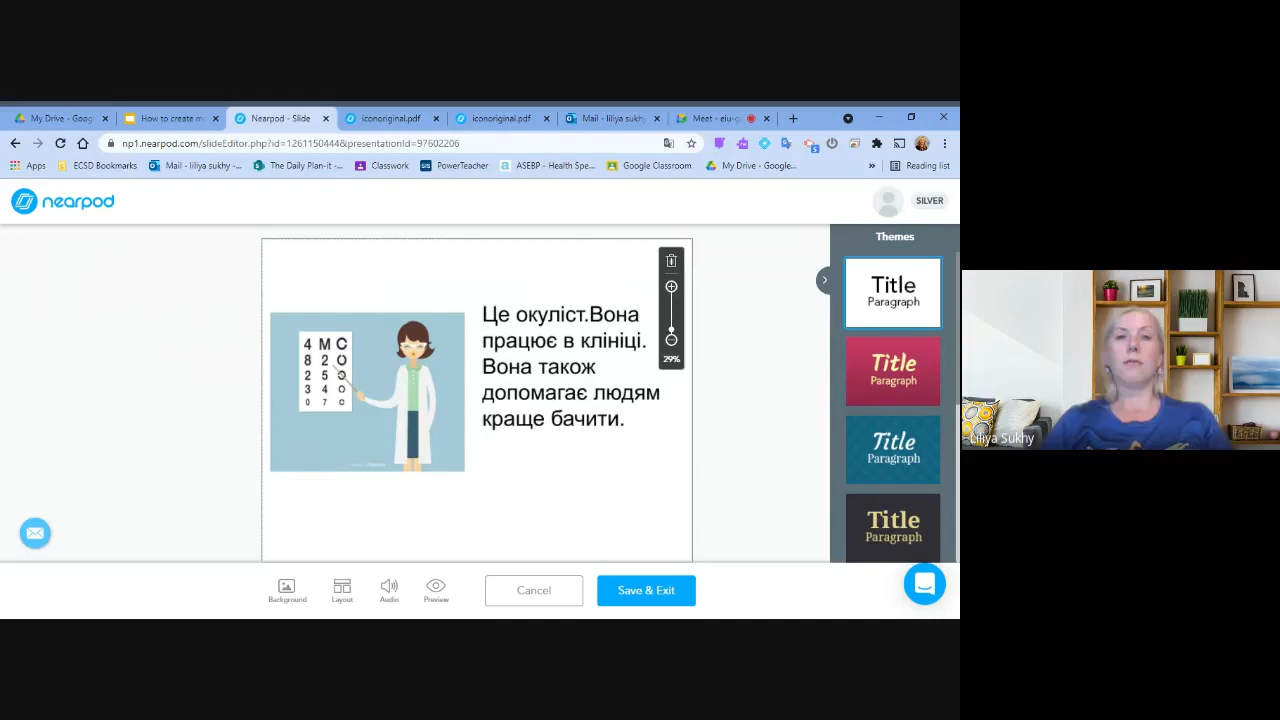 My Drive - Goog
How to create m
Nearpod - Slide
iconoriginal.pdf
iconoriginal.pdf
Mail - liliya sukhy
Meet - eiu-g
np1.nearpod.com/slideEditor.php?id=1261150444&presentationId=97602206
Apps
ECSD Bookmarks
Mail - liliya sukhy -...
The Daily Plan-it -...
Classwork
SIS
PowerTeacher
ASEBP - Health Spe...
Google Classroom
My Drive - Google...
»
Reading list
nearpod
SILVER
Themes
Title
Paragraph
Title
Paragraph
Title
Paragraph
Title
Paragraph
4 M C
8 2 O
2 5 O
3 4 O
0 7 C
Це окуліст.Вона
працює в клініці.
Вона також
допомагає людям
краще бачити.
29%
Background
Layout
Audio
Preview
Cancel
Save & Exit
Liliya Sukhy